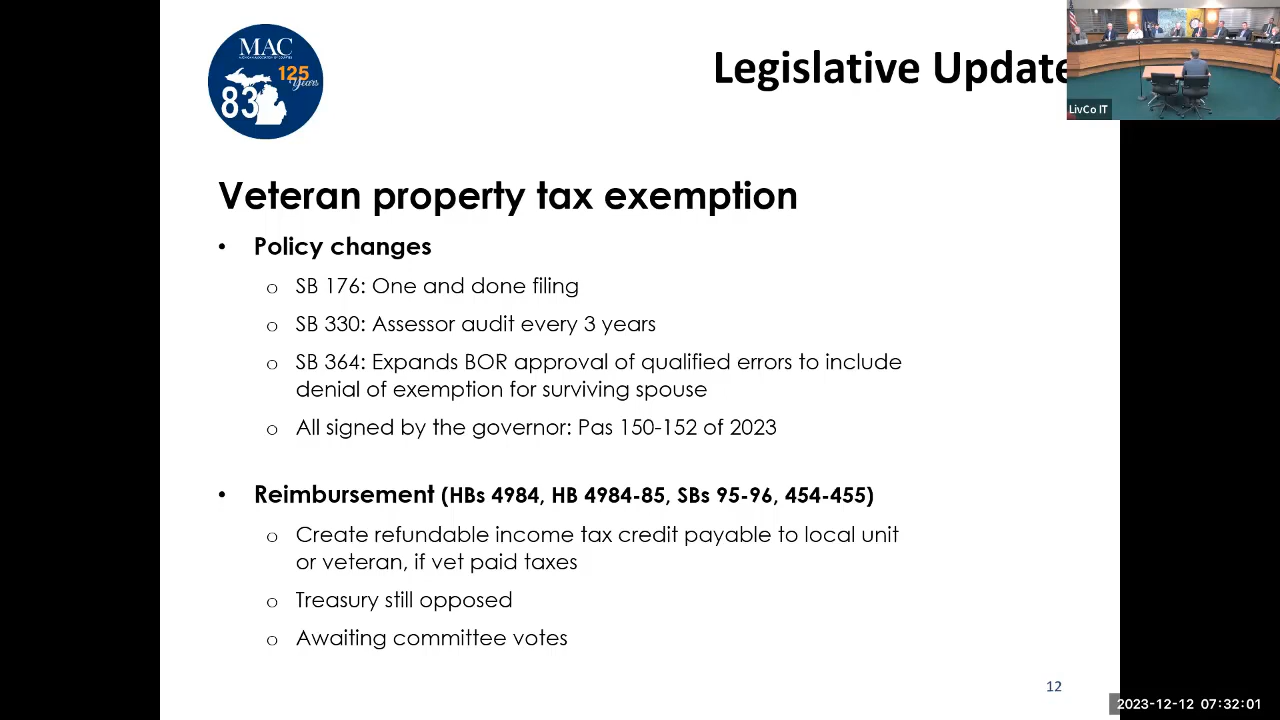 MAC
125
Years
83
Legislative Update
LivCo IT
Veteran property tax exemption
• Policy changes
o SB 176: One and done filing
o SB 330: Assessor audit every 3 years
o SB 364: Expands BOR approval of qualified errors to include
denial of exemption for surviving spouse
o All signed by the governor: Pas 150-152 of 2023
• Reimbursement (HBs 4984, HB 4984-85, SBs 95-96, 454-455)
o Create refundable income tax credit payable to local unit
or veteran, if vet paid taxes
o Treasury still opposed
o Awaiting committee votes
12
2023-12-12 07:32:01